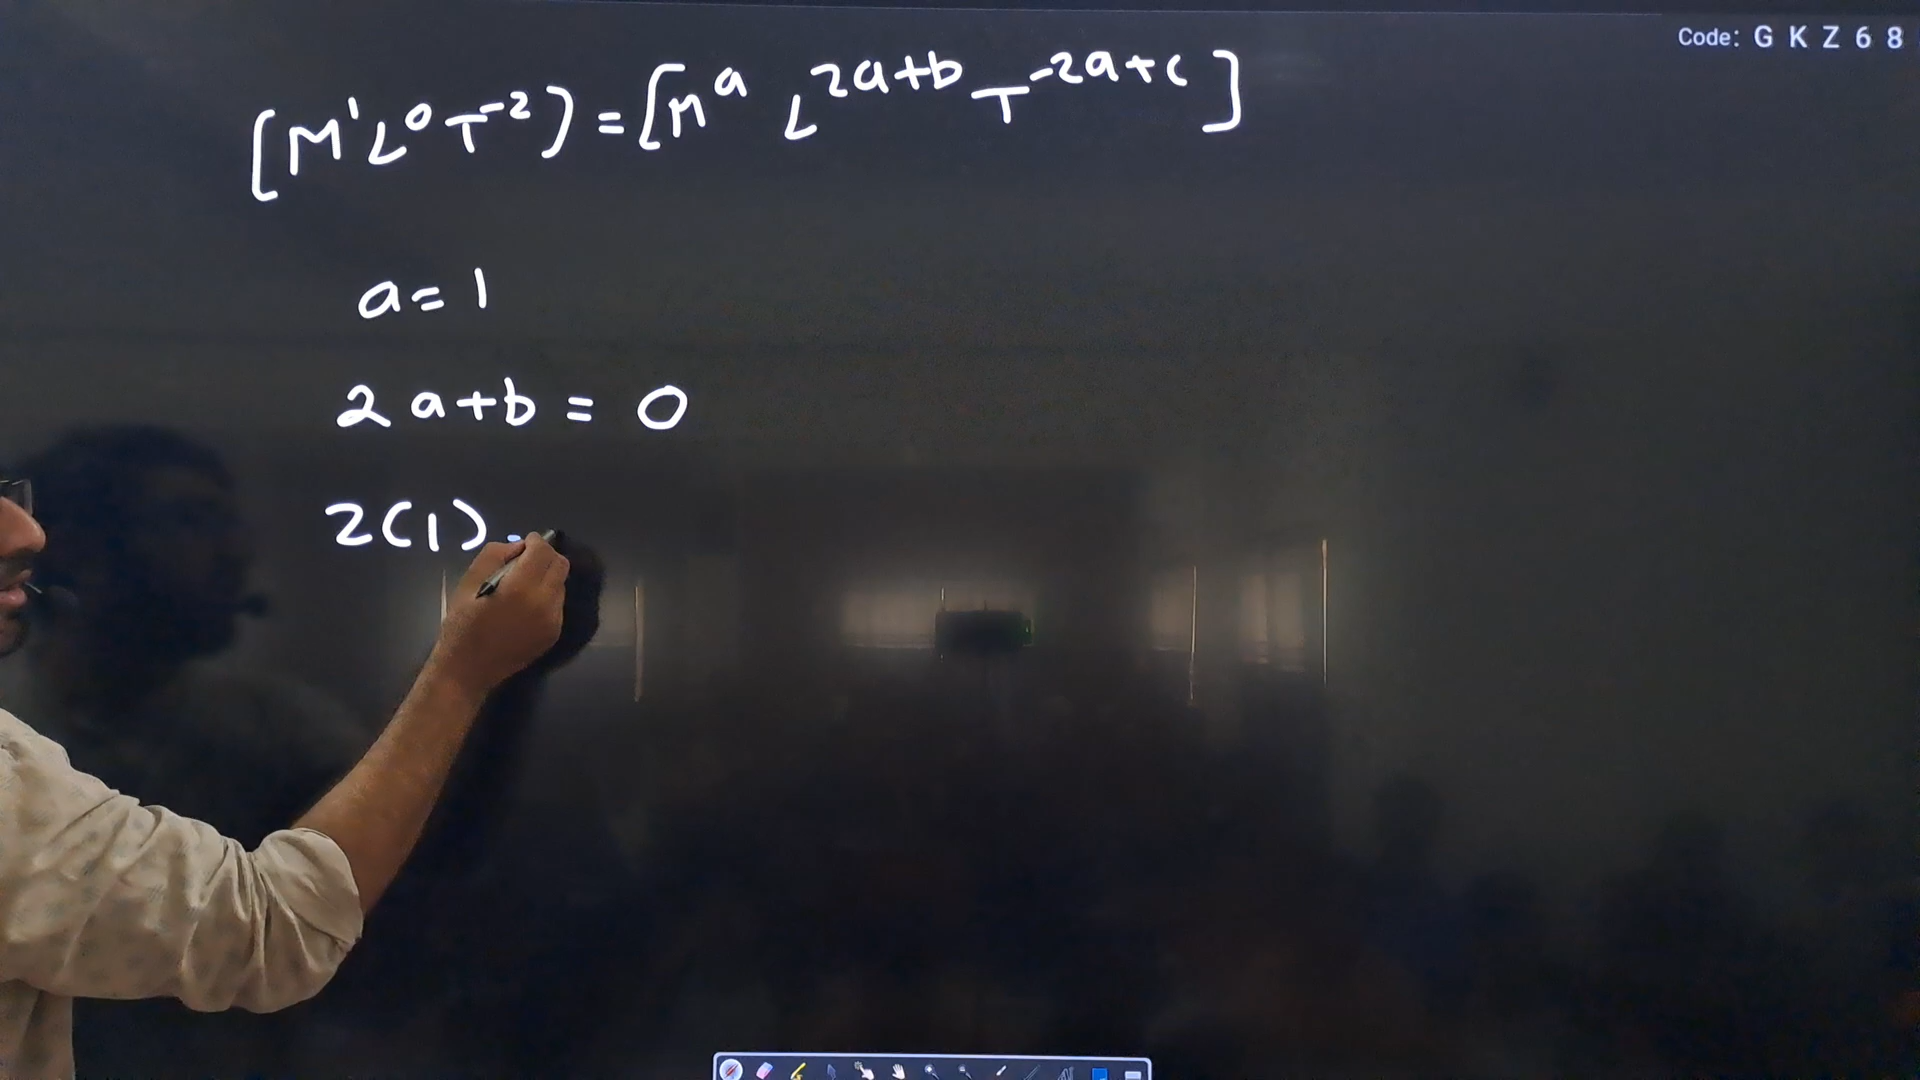 Code: G K Z 6 8
[M¹L⁰T⁻²] = [Mᵃ L²ᵃ⁺ᵇ T⁻²ᵃ⁺ᶜ]
a = 1
2a+b = 0
2(1)